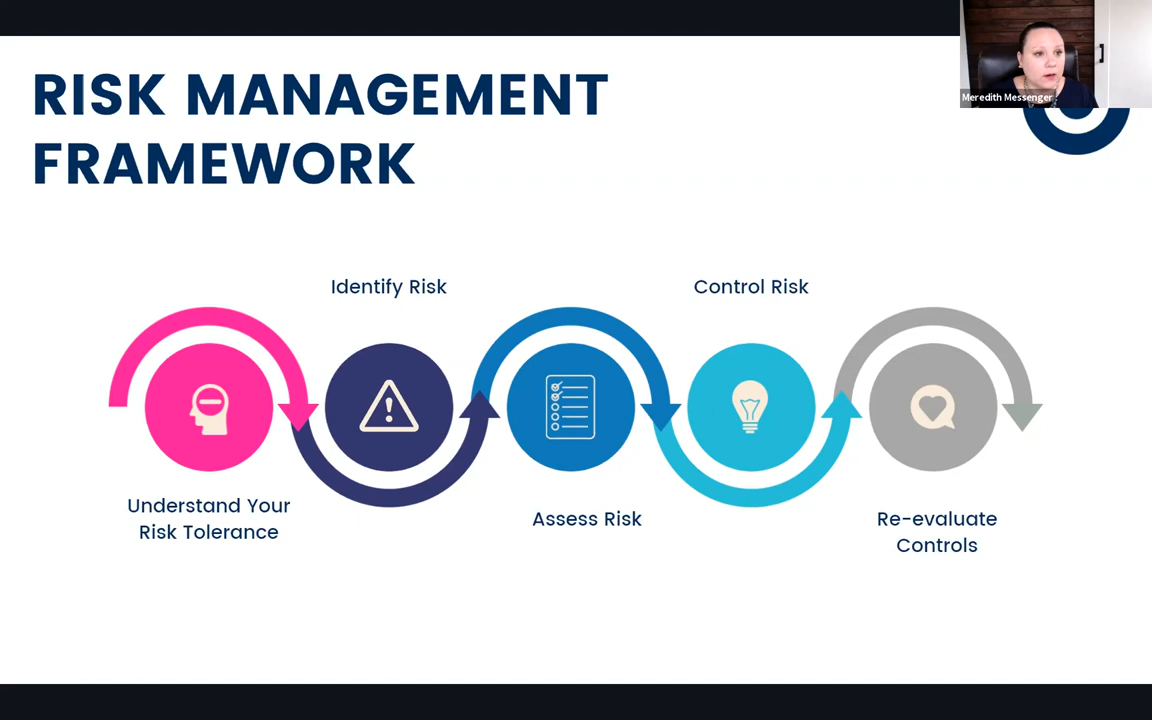 RISK MANAGEMENT
FRAMEWORK
Meredith Messenger
Identify Risk
Control Risk
Understand Your
Risk Tolerance
Assess Risk
Re-evaluate
Controls